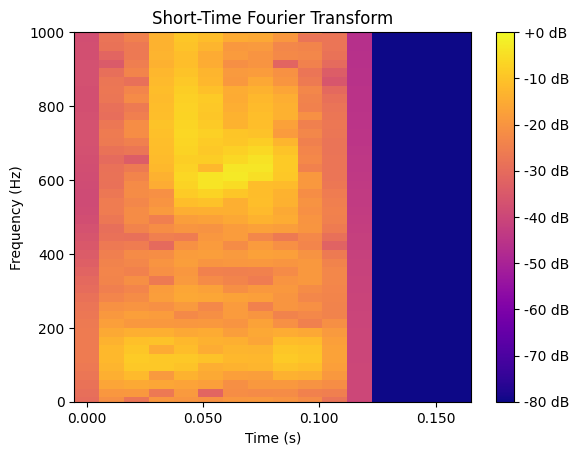 Short-Time Fourier Transform
1000
800
600
400
200
0
Frequency (Hz)
0.000
0.050
0.100
0.150
Time (s)
+0 dB
-10 dB
-20 dB
-30 dB
-40 dB
-50 dB
-60 dB
-70 dB
-80 dB